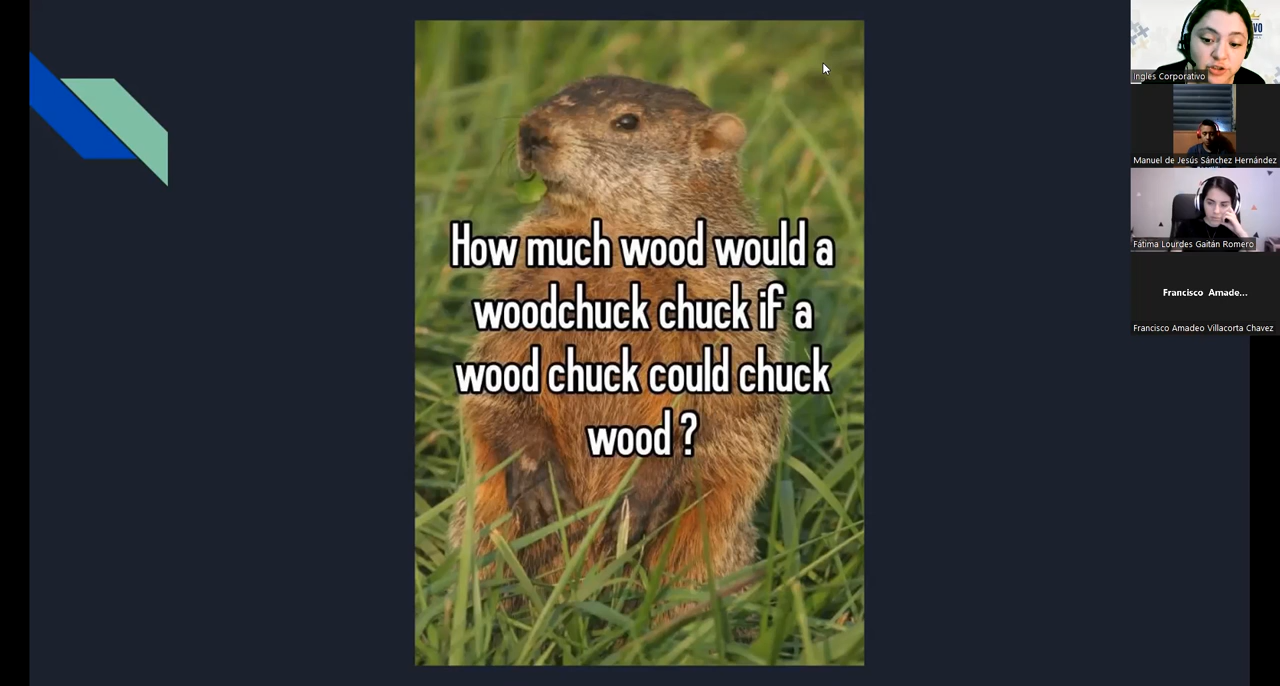 How much wood would a
woodchuck chuck if a
wood chuck could chuck
wood ?
VO
Ingles Corporativo
Manuel de Jesús Sánchez Hernández
Fátima Lourdes Gaitán Romero
Francisco Amade...
Francisco Amadeo Villacorta Chavez